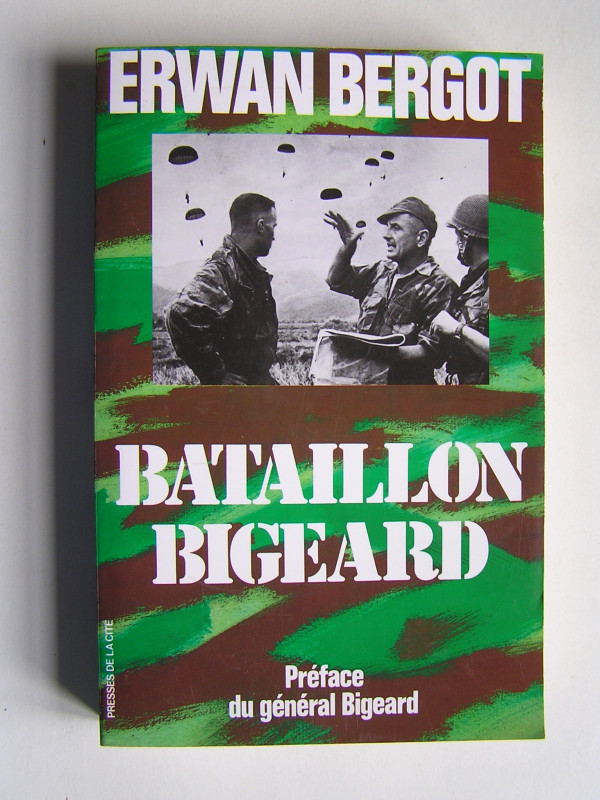 ERWAN BERGOT
BATAILLON
BIGEARD
Préface
du général Bigeard
PRESSES DE LA CITÉ